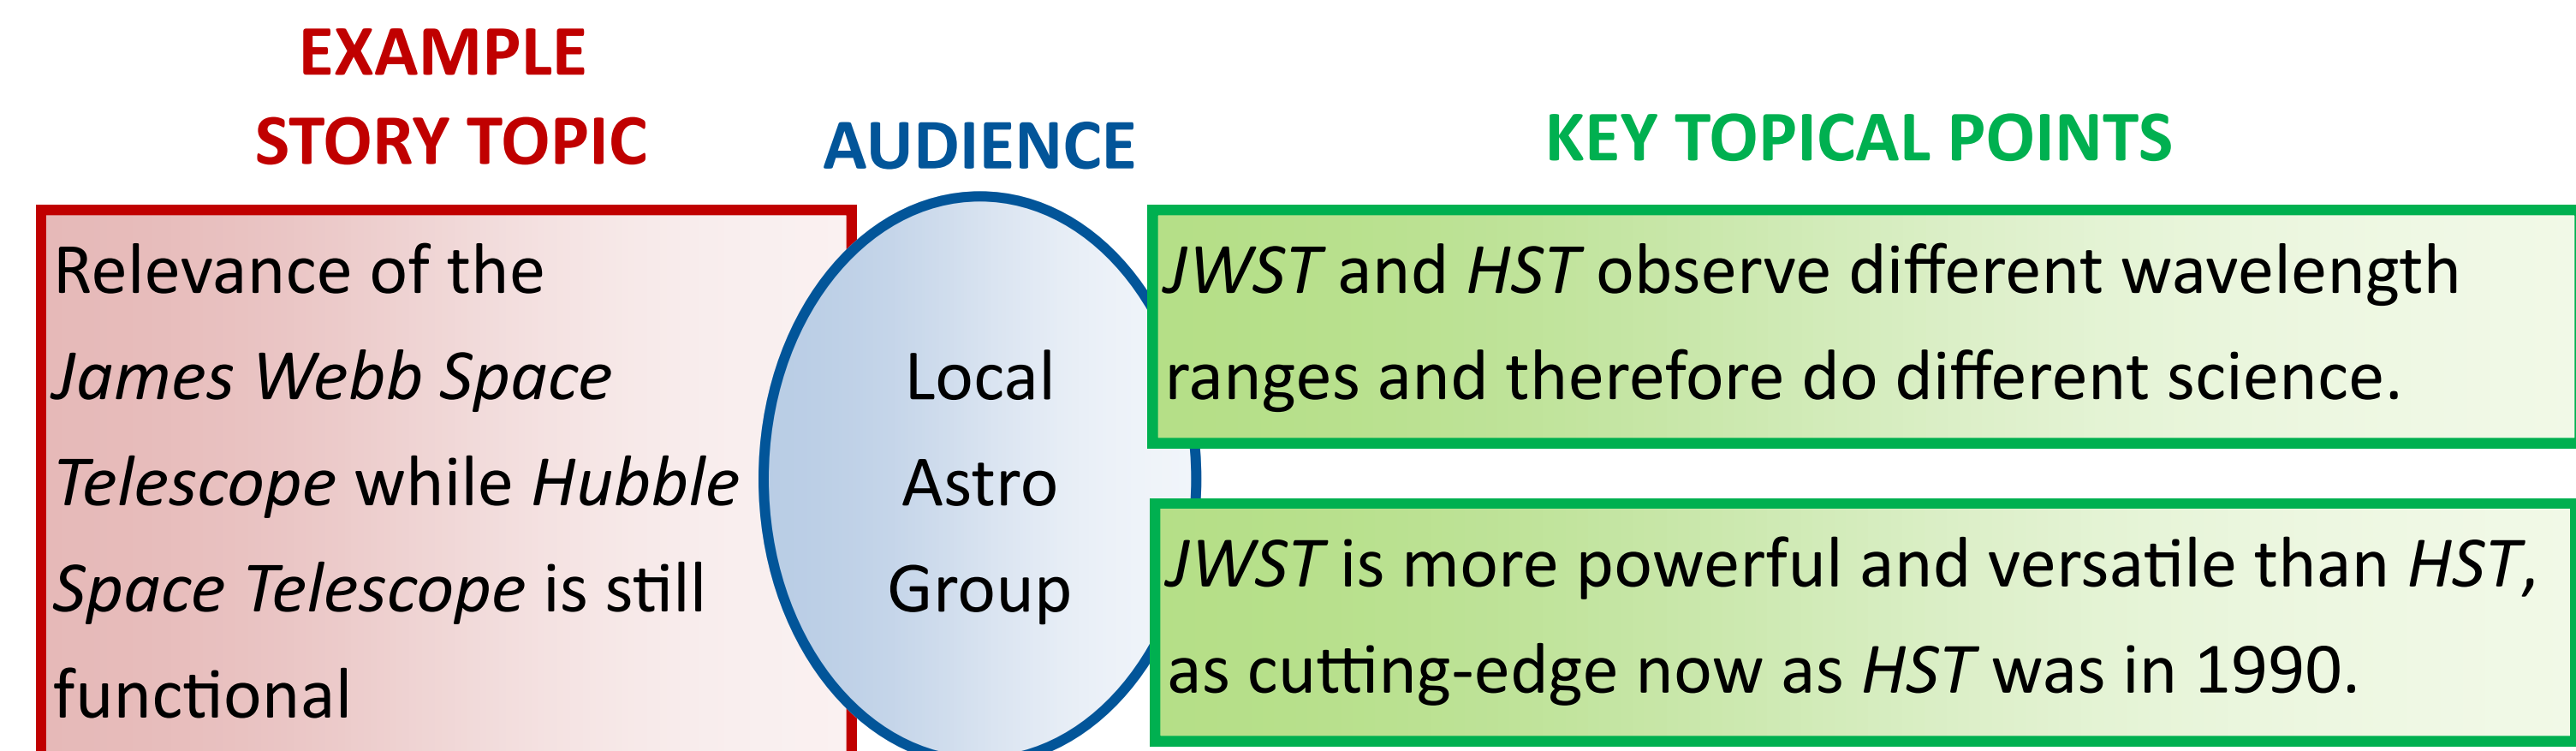 EXAMPLE
STORY TOPIC
AUDIENCE
KEY TOPICAL POINTS
Relevance of the
James Webb Space
Telescope while Hubble
Space Telescope is still
functional
Local
Astro
Group
JWST and HST observe different wavelength
ranges and therefore do different science.
JWST is more powerful and versatile than HST,
as cutting-edge now as HST was in 1990.